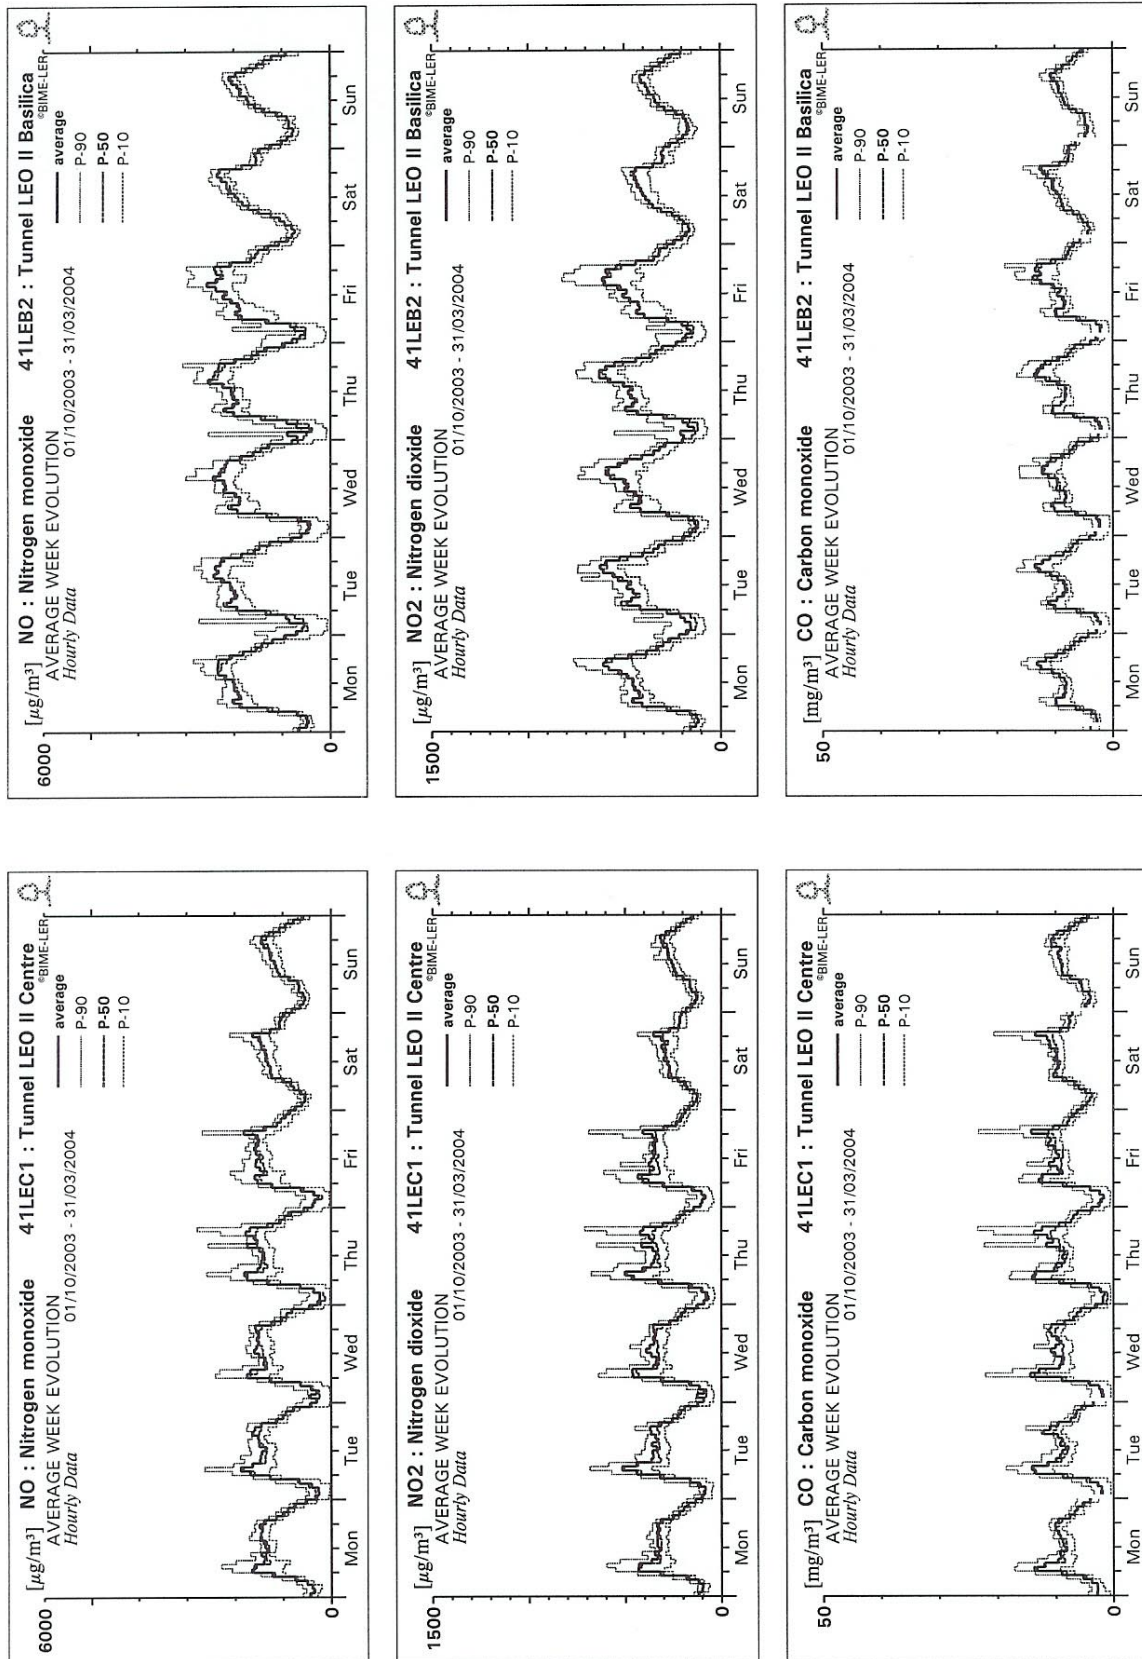 [µg/m³] NO : Nitrogen monoxide 41LEC1 : Tunnel LEO II Centre
AVERAGE WEEK EVOLUTION ©BIME-LER
Hourly Data 01/10/2003 - 31/03/2004
average
P-90
P-50
P-10
6000
0
Mon Tue Wed Thu Fri Sat Sun
[µg/m³] NO : Nitrogen monoxide 41LEB2 : Tunnel LEO II Basilica
AVERAGE WEEK EVOLUTION ©BIME-LER
Hourly Data 01/10/2003 - 31/03/2004
average
P-90
P-50
P-10
6000
0
Mon Tue Wed Thu Fri Sat Sun
[µg/m³] NO2 : Nitrogen dioxide 41LEC1 : Tunnel LEO II Centre
AVERAGE WEEK EVOLUTION ©BIME-LER
Hourly Data 01/10/2003 - 31/03/2004
average
P-90
P-50
P-10
1500
0
Mon Tue Wed Thu Fri Sat Sun
[µg/m³] NO2 : Nitrogen dioxide 41LEB2 : Tunnel LEO II Basilica
AVERAGE WEEK EVOLUTION ©BIME-LER
Hourly Data 01/10/2003 - 31/03/2004
average
P-90
P-50
P-10
1500
0
Mon Tue Wed Thu Fri Sat Sun
[mg/m³] CO : Carbon monoxide 41LEC1 : Tunnel LEO II Centre
AVERAGE WEEK EVOLUTION ©BIME-LER
Hourly Data 01/10/2003 - 31/03/2004
average
P-90
P-50
P-10
50
0
Mon Tue Wed Thu Fri Sat Sun
[mg/m³] CO : Carbon monoxide 41LEB2 : Tunnel LEO II Basilica
AVERAGE WEEK EVOLUTION ©BIME-LER
Hourly Data 01/10/2003 - 31/03/2004
average
P-90
P-50
P-10
50
0
Mon Tue Wed Thu Fri Sat Sun